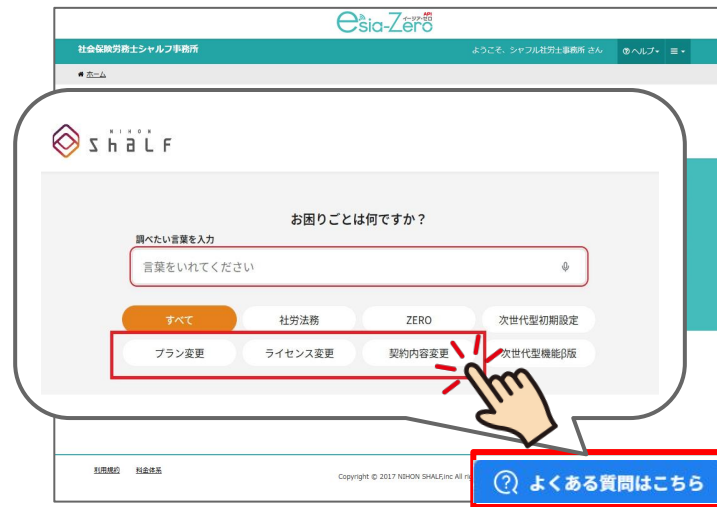 esia-Zero
イージア・ゼロ
API
社会保険労務士シャルフ事務所
ようこそ、シャフル社労士事務所 さん
ヘルプ
ホーム
NIHON
ShaLF
お困りごとは何ですか？
調べたい言葉を入力
言葉をいれてください
すべて
社労法務
ZERO
次世代型初期設定
プラン変更
ライセンス変更
契約内容変更
次世代型機能β版
利用規約
料金体系
Copyright © 2017 NIHON SHALF,inc All
よくある質問はこちら